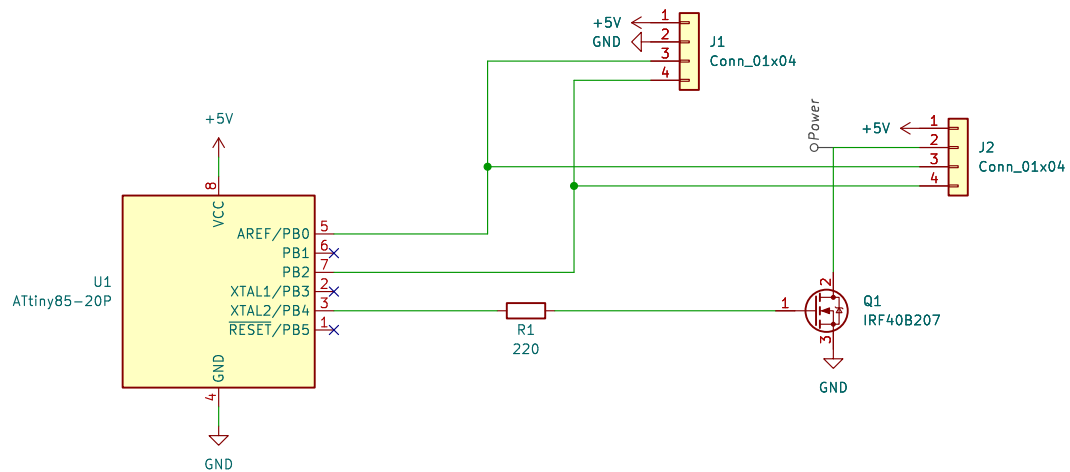 +5V
1
GND
2
3
4
J1
Conn_01x04
Power
+5V
1
2
3
4
J2
Conn_01x04
+5V
8
VCC
AREF/PB0
5
PB1
6
PB2
7
XTAL1/PB3
2
XTAL2/PB4
3
RESET/PB5
1
U1
ATtiny85-20P
GND
4
GND
R1
220
1
2
3
Q1
IRF40B207
GND